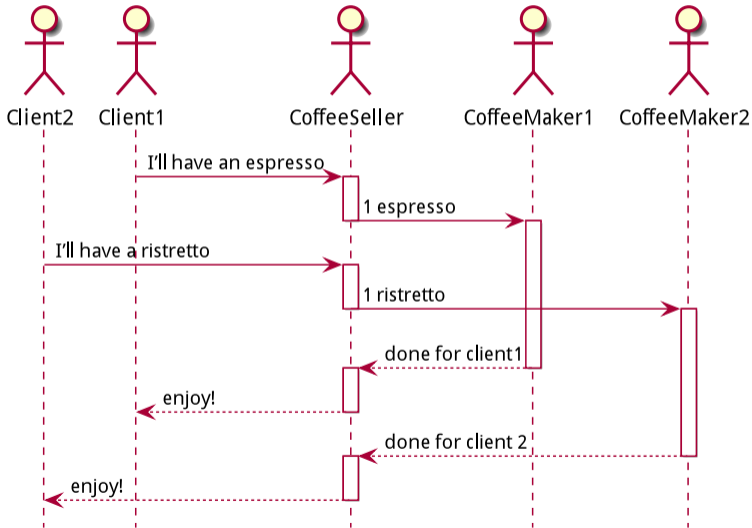 Client2 Client1 CoffeeSeller CoffeeMaker1 CoffeeMaker2
I'll have an espresso
1 espresso
I'll have a ristretto
1 ristretto
done for client1
enjoy!
done for client 2
enjoy!